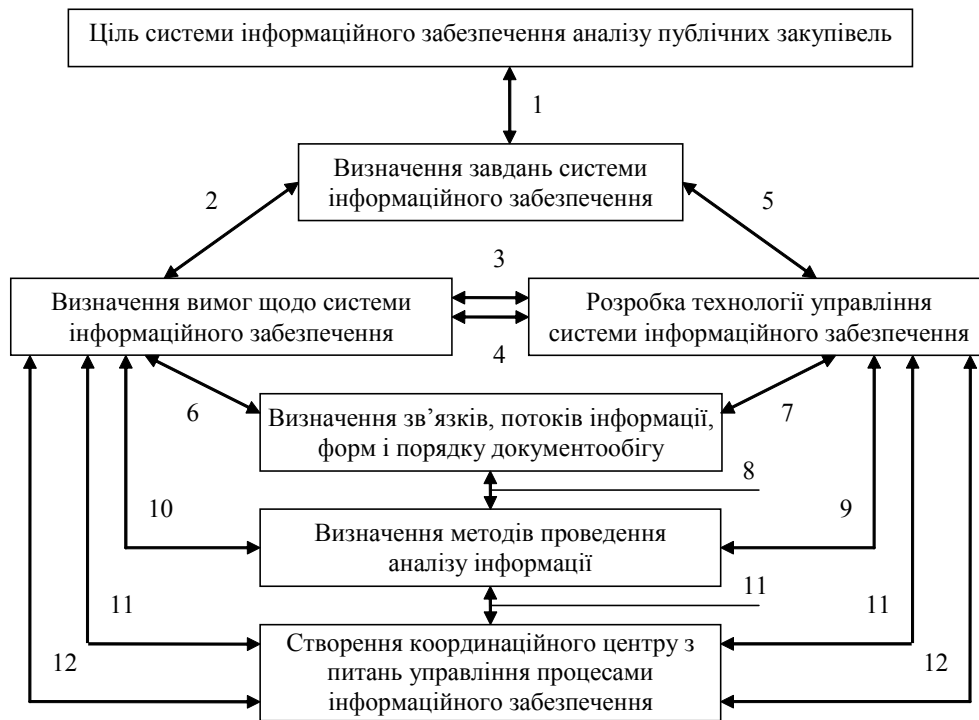 Ціль системи інформаційного забезпечення аналізу публічних закупівель
1
Визначення завдань системи
інформаційного забезпечення
2
5
3
Визначення вимог щодо системи
інформаційного забезпечення
Розробка технології управління
системи інформаційного забезпечення
4
6
7
Визначення зв’язків, потоків інформації,
форм і порядку документообігу
8
10
9
Визначення методів проведення
аналізу інформації
11
11
11
Створення координаційного центру з
питань управління процесами
інформаційного забезпечення
12
12